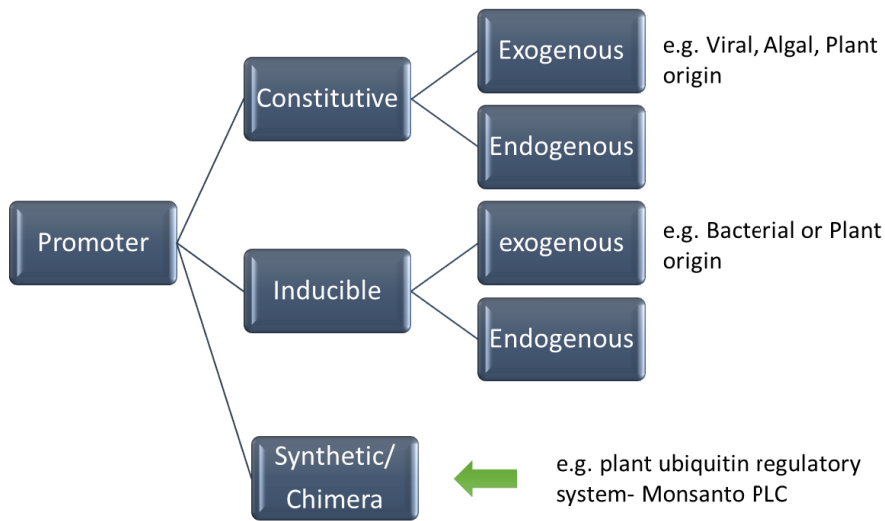 Promoter
Constitutive
Exogenous
e.g. Viral, Algal, Plant
origin
Endogenous
Inducible
exogenous
e.g. Bacterial or Plant
origin
Endogenous
Synthetic/
Chimera
e.g. plant ubiquitin regulatory
system- Monsanto PLC